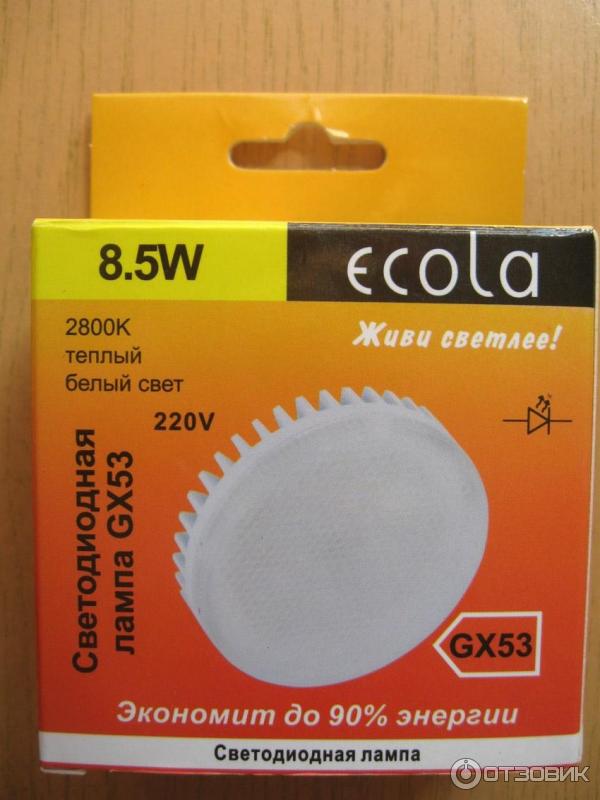 8.5W
ecola
2800K
теплый
белый свет
Живи светлее!
220V
Светодиодная
лампа GX53
GX53
Экономит до 90% энергии
Светодиодная лампа
ОТЗОВИК